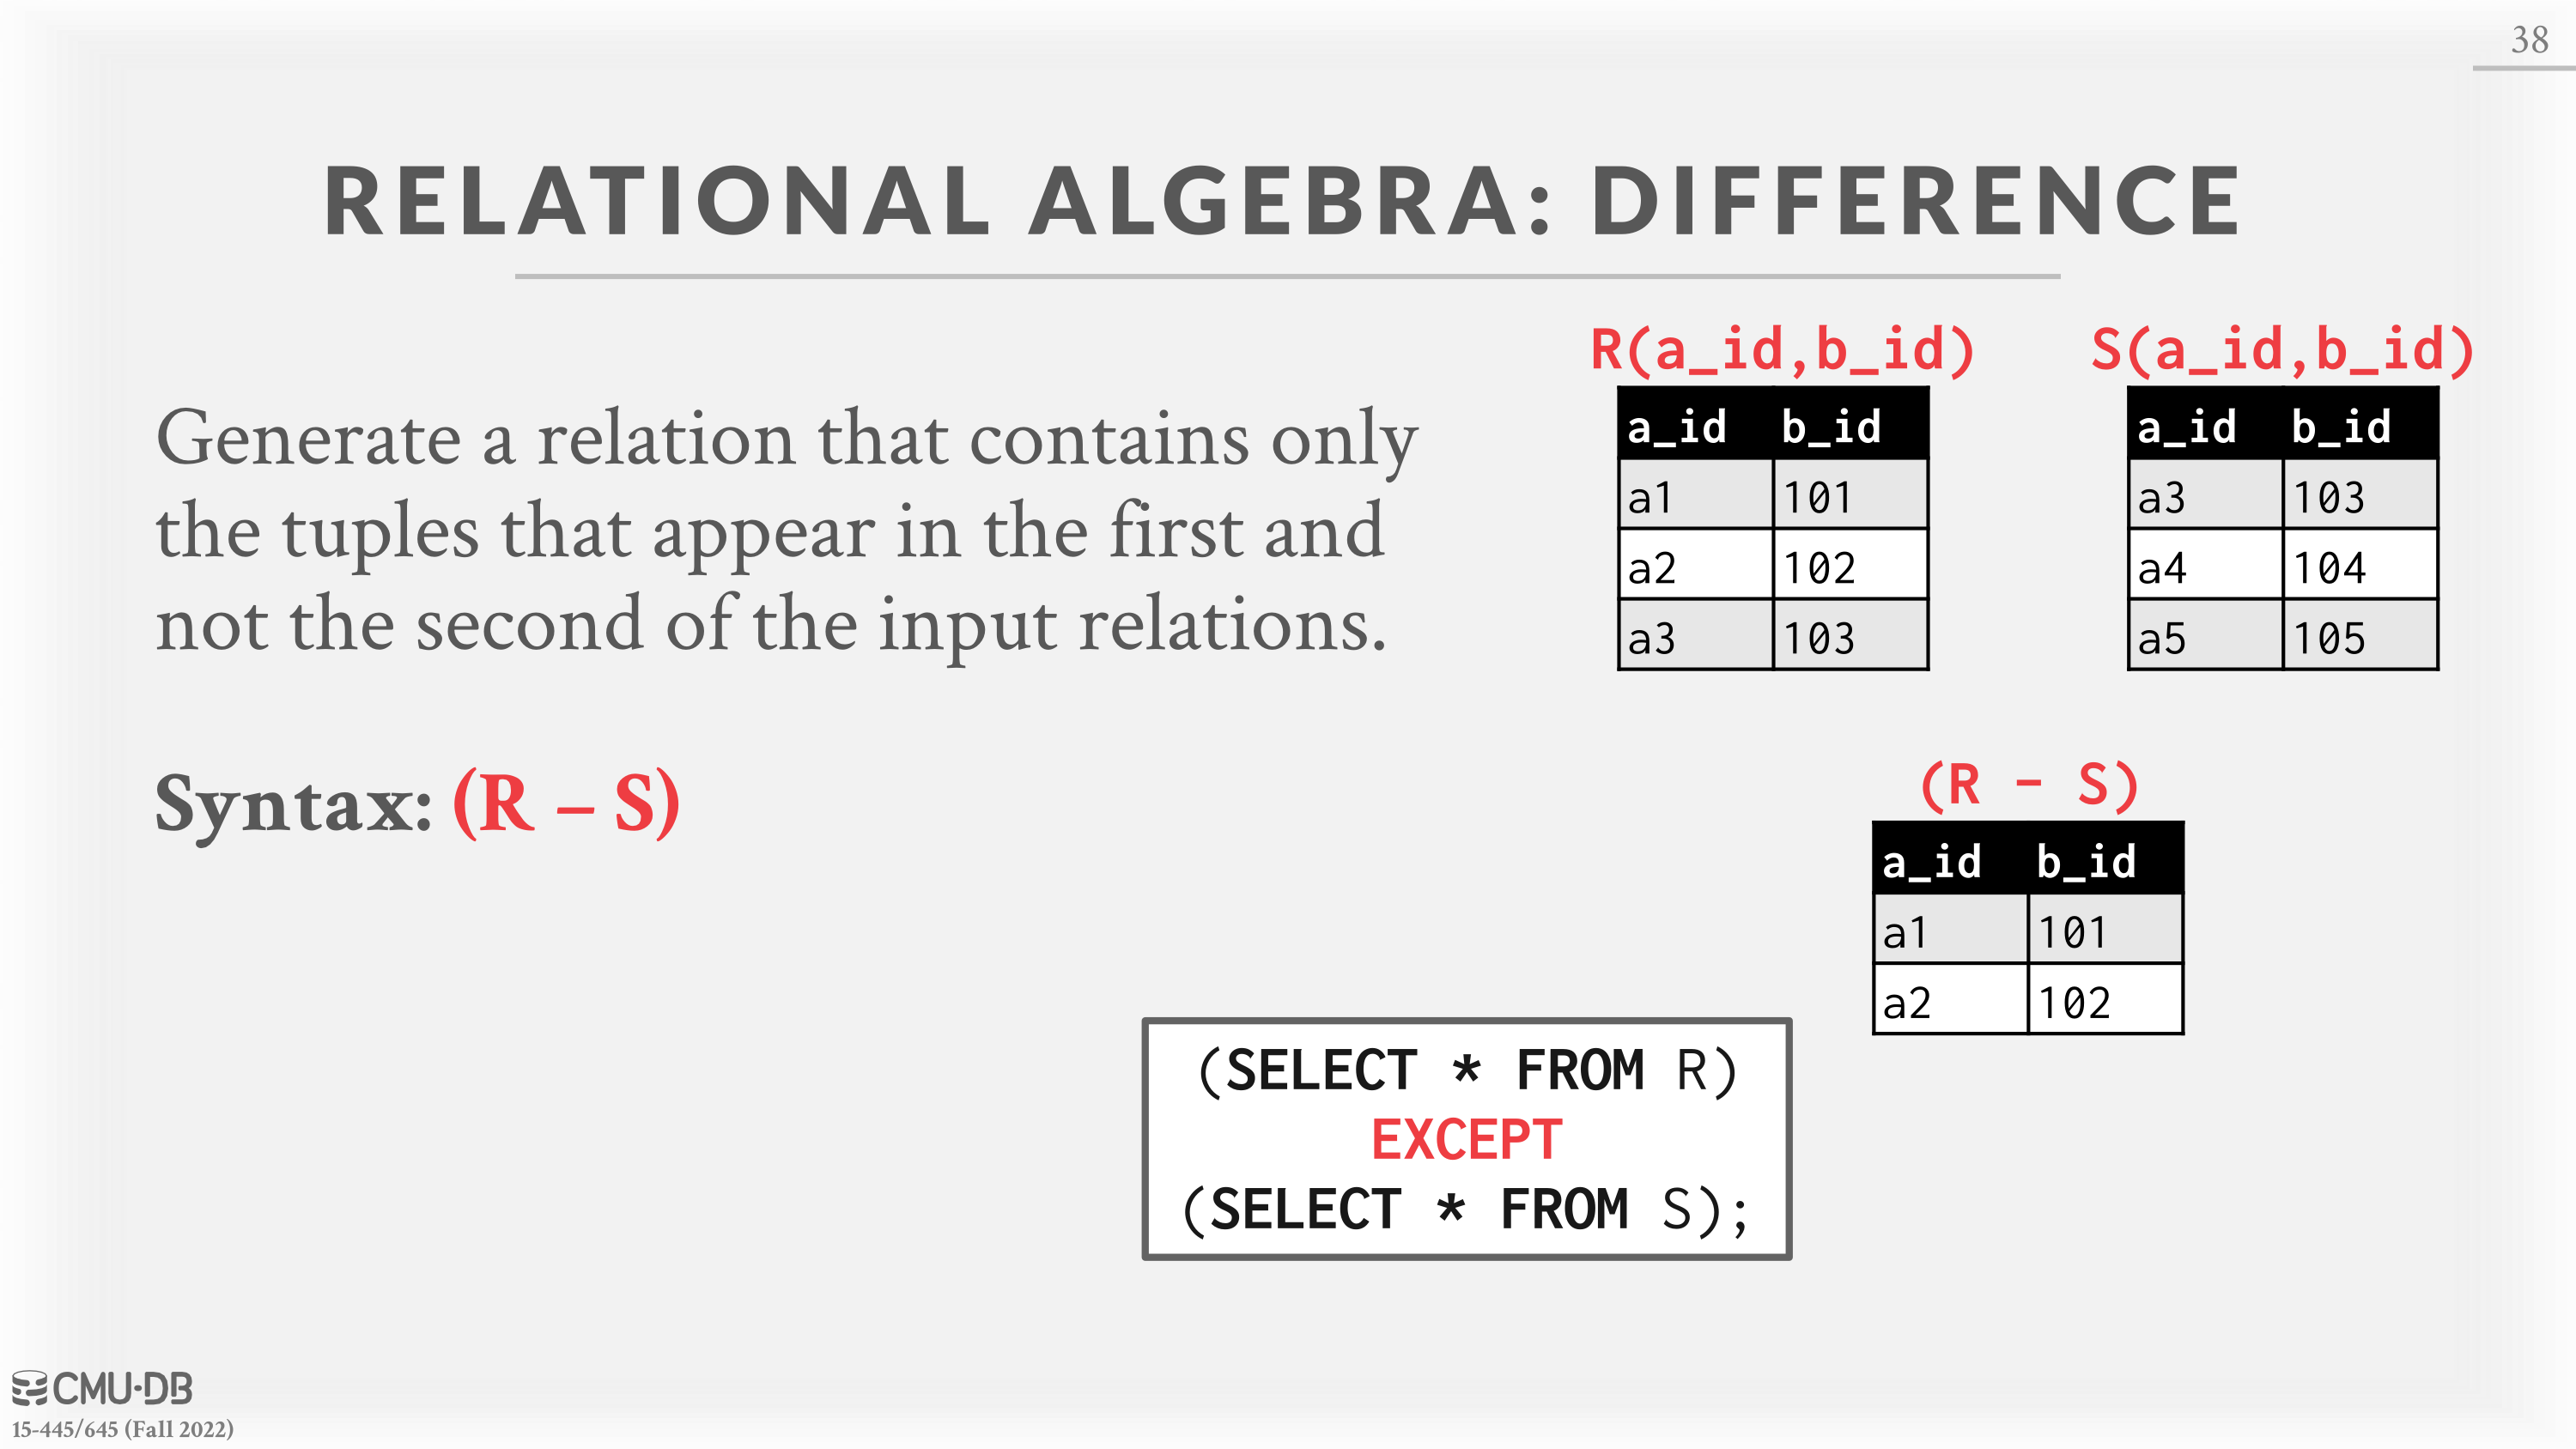 38
RELATIONAL ALGEBRA: DIFFERENCE
Generate a relation that contains only
the tuples that appear in the first and
not the second of the input relations.
Syntax: (R – S)
R(a_id,b_id)
a_id b_id
a1 101
a2 102
a3 103
S(a_id,b_id)
a_id b_id
a3 103
a4 104
a5 105
(R - S)
a_id b_id
a1 101
a2 102
(SELECT * FROM R)
EXCEPT
(SELECT * FROM S);
CMU·DB
15-445/645 (Fall 2022)